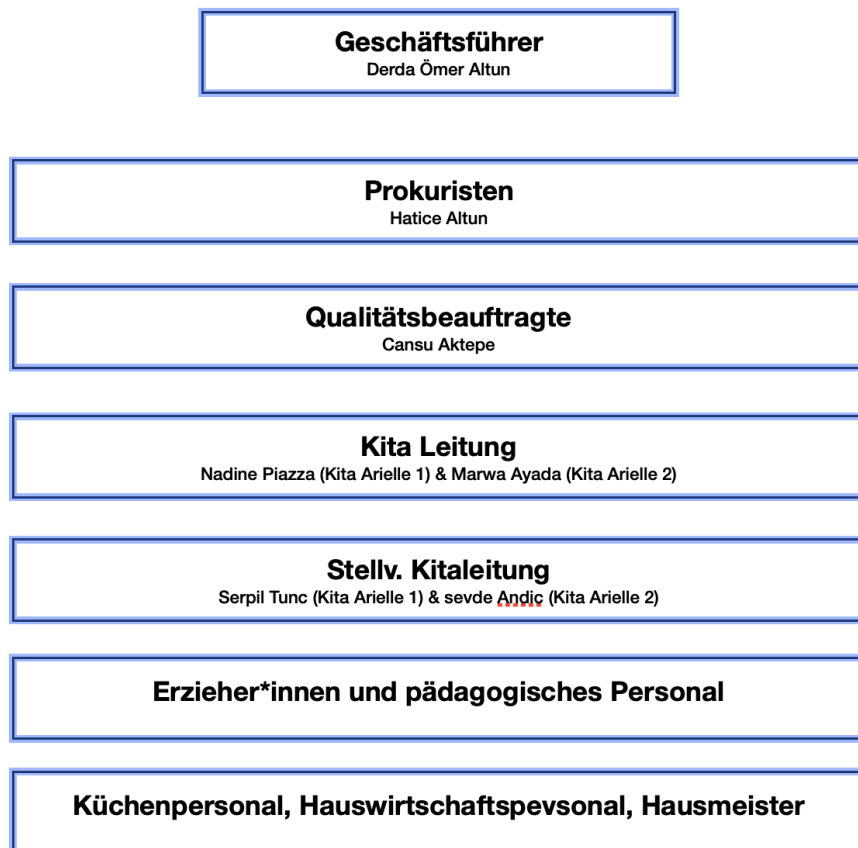 Geschäftsführer
Derda Ömer Altun
Prokuristen
Hatice Altun
Qualitätsbeauftragte
Cansu Aktepe
Kita Leitung
Nadine Piazza (Kita Arielle 1) & Marwa Ayada (Kita Arielle 2)
Stellv. Kitaleitung
Serpil Tunc (Kita Arielle 1) & sevde Andic (Kita Arielle 2)
Erzieher*innen und pädagogisches Personal
Küchenpersonal, Hauswirtschaftspevsonal, Hausmeister